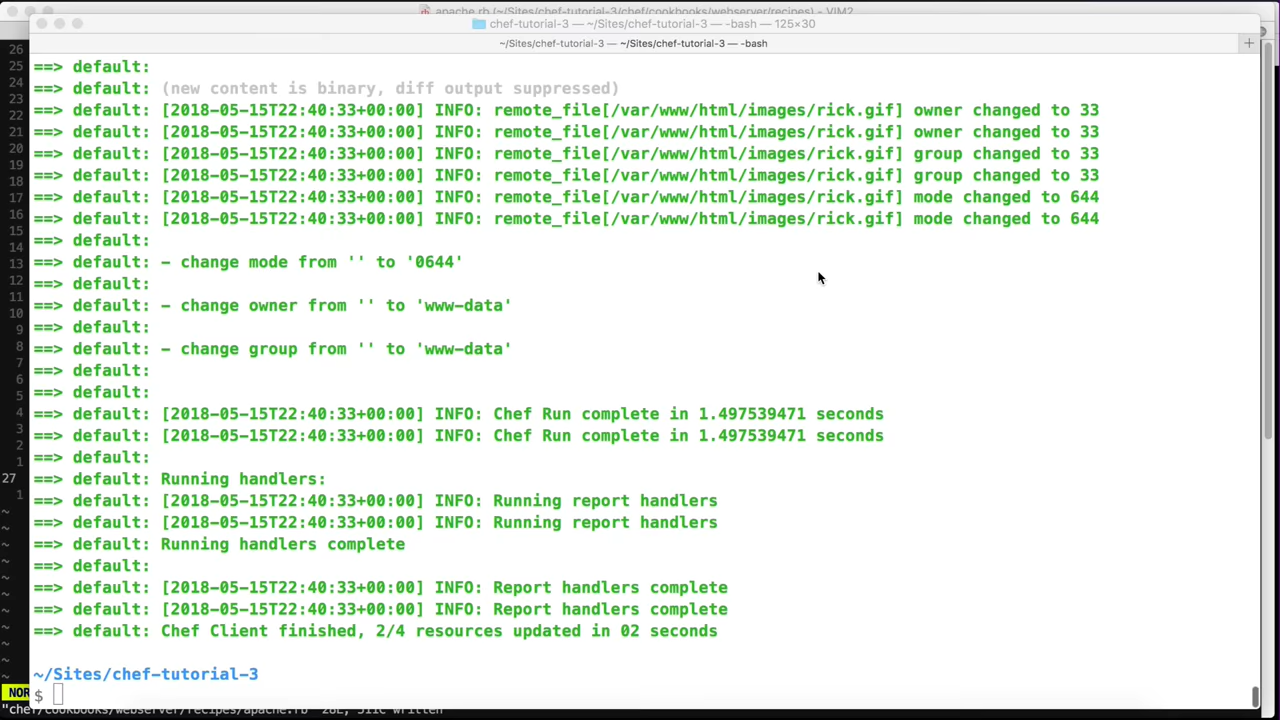 apache.rb (~/Sites/chef-tutorial-3/chef/cookbooks/webserver/recipes) - VIM2
chef-tutorial-3 — ~/Sites/chef-tutorial-3 — -bash — 125×30
~/Sites/chef-tutorial-3 — ~/Sites/chef-tutorial-3 — -bash +
26
25 ==> default:
24 ==> default: (new content is binary, diff output suppressed)
23 ==> default: [2018-05-15T22:40:33+00:00] INFO: remote_file[/var/www/html/images/rick.gif] owner changed to 33
22 ==> default: [2018-05-15T22:40:33+00:00] INFO: remote_file[/var/www/html/images/rick.gif] owner changed to 33
21
20 ==> default: [2018-05-15T22:40:33+00:00] INFO: remote_file[/var/www/html/images/rick.gif] group changed to 33
19 ==> default: [2018-05-15T22:40:33+00:00] INFO: remote_file[/var/www/html/images/rick.gif] group changed to 33
18
17 ==> default: [2018-05-15T22:40:33+00:00] INFO: remote_file[/var/www/html/images/rick.gif] mode changed to 644
16 ==> default: [2018-05-15T22:40:33+00:00] INFO: remote_file[/var/www/html/images/rick.gif] mode changed to 644
15 ==> default:
14
13 ==> default: - change mode from '' to '0644'
12 ==> default:
11 ==> default: - change owner from '' to 'www-data'
10
9 ==> default:
8 ==> default: - change group from '' to 'www-data'
7 ==> default:
6
5 ==> default:
4 ==> default: [2018-05-15T22:40:33+00:00] INFO: Chef Run complete in 1.497539471 seconds
3 ==> default: [2018-05-15T22:40:33+00:00] INFO: Chef Run complete in 1.497539471 seconds
2
1 ==> default:
27 ==> default: Running handlers:
1 ==> default: [2018-05-15T22:40:33+00:00] INFO: Running report handlers
~ ==> default: [2018-05-15T22:40:33+00:00] INFO: Running report handlers
~ ==> default: Running handlers complete
~ ==> default:
~ ==> default: [2018-05-15T22:40:33+00:00] INFO: Report handlers complete
~ ==> default: [2018-05-15T22:40:33+00:00] INFO: Report handlers complete
~ ==> default: Chef Client finished, 2/4 resources updated in 02 seconds
~/Sites/chef-tutorial-3
NOR $
"chef/cookbooks/webserver/recipes/apache.rb" 28L, 511C written